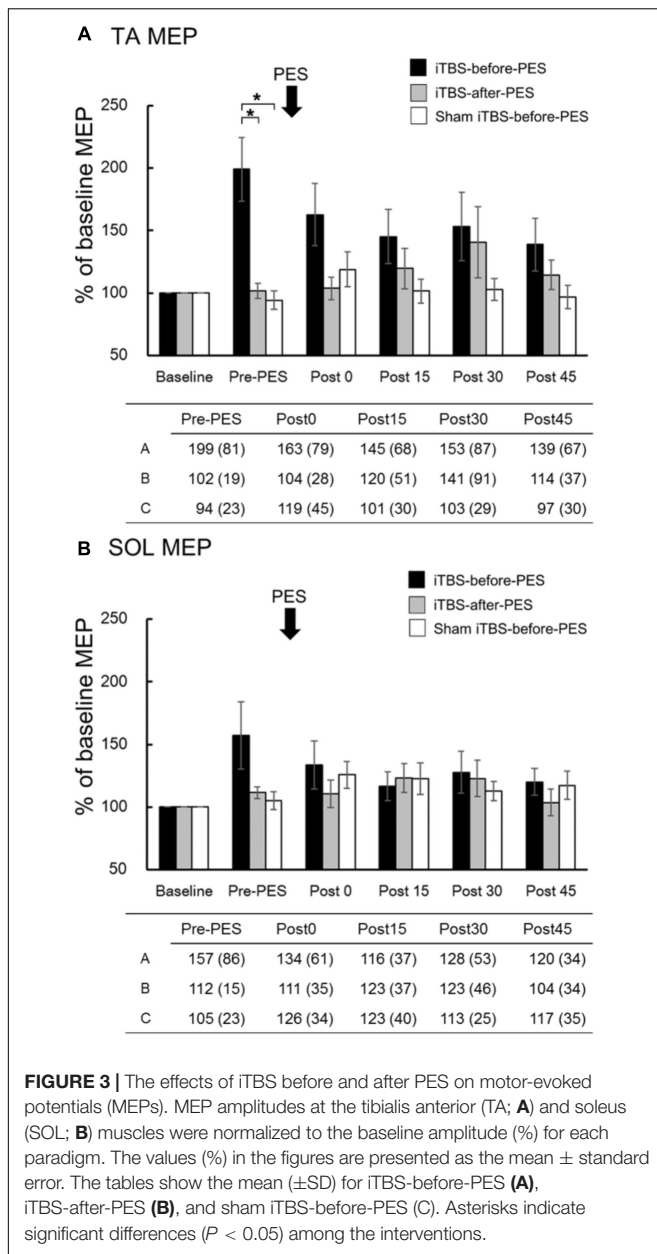 A TA MEP
PES
iTBS-before-PES
iTBS-after-PES
Sham iTBS-before-PES
* *
% of baseline MEP
250
200
150
100
50
Baseline Pre-PES Post 0 Post 15 Post 30 Post 45
Pre-PES Post0 Post15 Post30 Post45
A 199 (81) 163 (79) 145 (68) 153 (87) 139 (67)
B 102 (19) 104 (28) 120 (51) 141 (91) 114 (37)
C 94 (23) 119 (45) 101 (30) 103 (29) 97 (30)
B SOL MEP
PES
iTBS-before-PES
iTBS-after-PES
Sham iTBS-before-PES
% of baseline MEP
250
200
150
100
50
Baseline Pre-PES Post 0 Post 15 Post 30 Post 45
Pre-PES Post0 Post15 Post30 Post45
A 157 (86) 134 (61) 116 (37) 128 (53) 120 (34)
B 112 (15) 111 (35) 123 (37) 123 (46) 104 (34)
C 105 (23) 126 (34) 123 (40) 113 (25) 117 (35)
FIGURE 3 | The effects of iTBS before and after PES on motor-evoked
potentials (MEPs). MEP amplitudes at the tibialis anterior (TA; A) and soleus
(SOL; B) muscles were normalized to the baseline amplitude (%) for each
paradigm. The values (%) in the figures are presented as the mean ± standard
error. The tables show the mean (±SD) for iTBS-before-PES (A),
iTBS-after-PES (B), and sham iTBS-before-PES (C). Asterisks indicate
significant differences (P < 0.05) among the interventions.